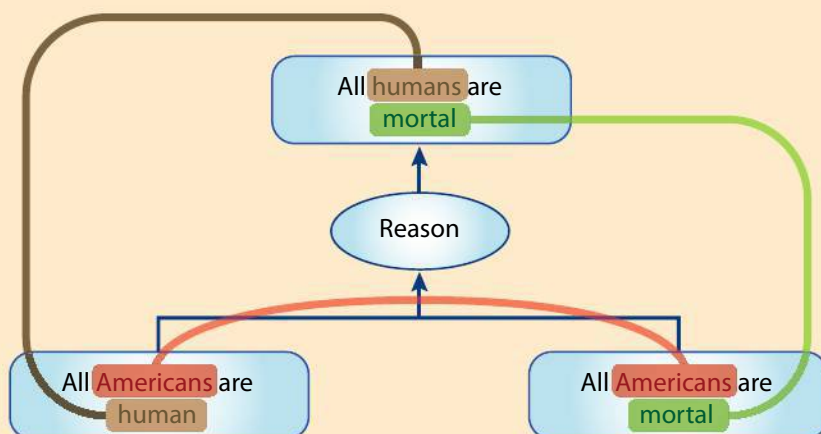 All humans are
mortal
Reason
All Americans are
human
All Americans are
mortal